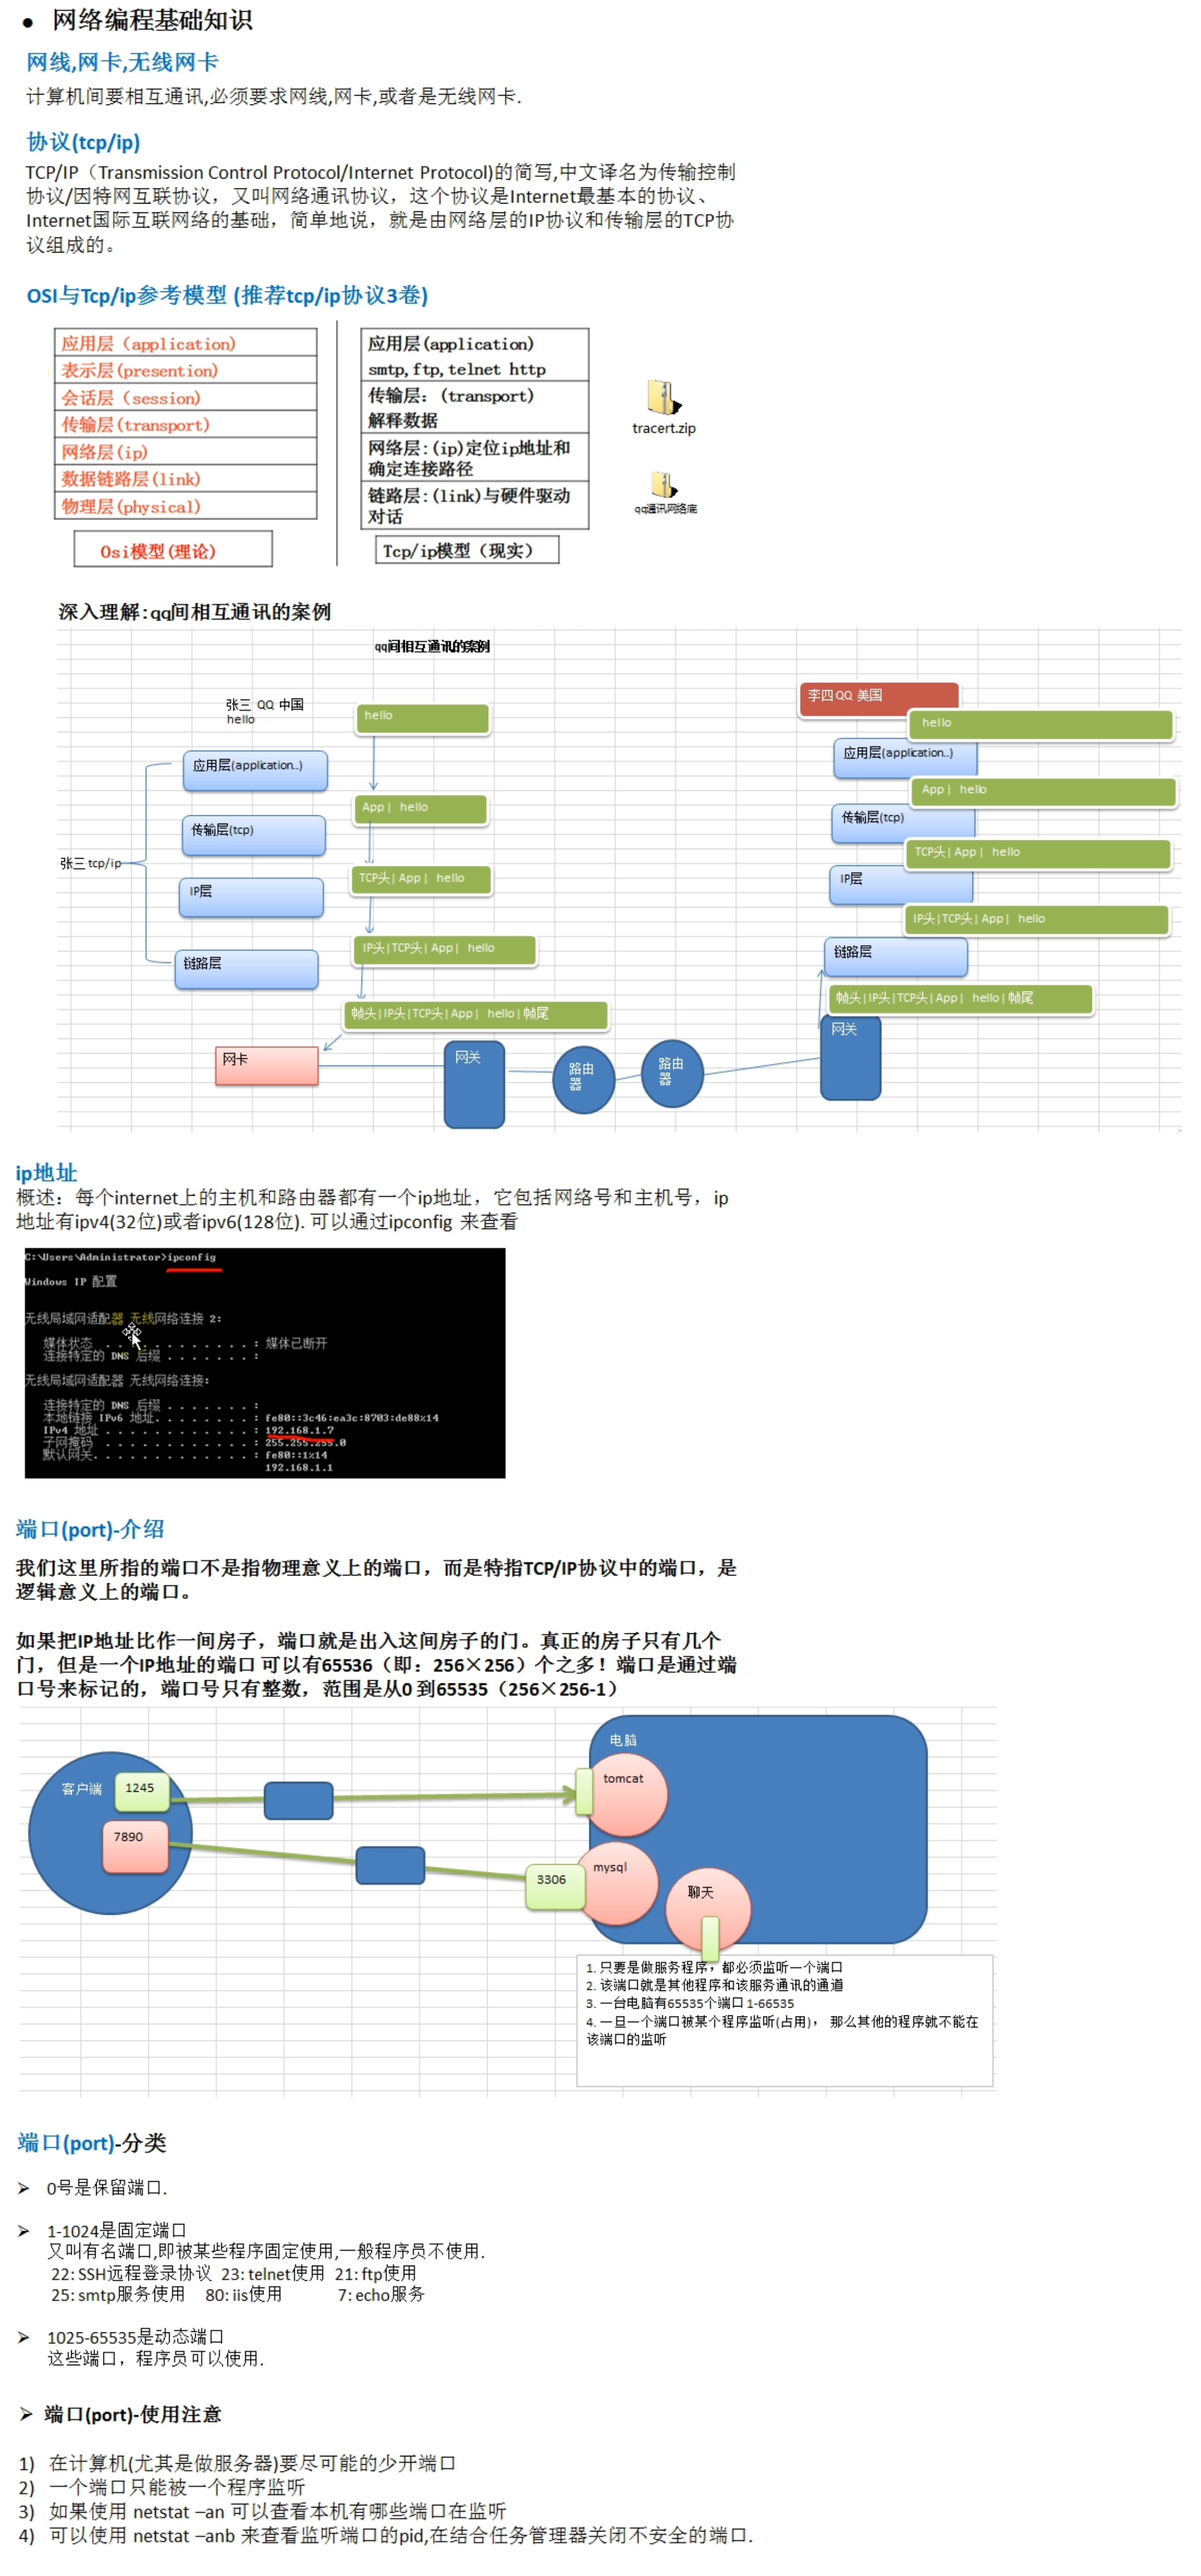 ● 网络编程基础知识
网线,网卡,无线网卡
计算机间要相互通讯,必须要求网线,网卡,或者是无线网卡.
协议(tcp/ip)
TCP/IP（Transmission Control Protocol/Internet Protocol)的简写,中文译名为传输控制
协议/因特网互联协议，又叫网络通讯协议，这个协议是Internet最基本的协议、
Internet国际互联网络的基础，简单地说，就是由网络层的IP协议和传输层的TCP协
议组成的。
OSI与Tcp/ip参考模型 (推荐tcp/ip协议3卷)
应用层（application)
表示层(presention)
会话层（session)
传输层(transport)
网络层(ip)
数据链路层(link)
物理层(physical)
Osi模型(理论)
应用层(application)
smtp,ftp,telnet http
传输层：(transport)
解释数据
网络层:(ip)定位ip地址和
确定连接路径
链路层:(link)与硬件驱动
对话
Tcp/ip模型（现实）
tracert.zip
qq通讯网络底
深入理解:qq间相互通讯的案例
qq间相互通讯的案例
张三 QQ 中国
hello
张三 tcp/ip
应用层(application..)
传输层(tcp)
IP层
链路层
hello
App | hello
TCP头 | App | hello
IP头 | TCP头 | App | hello
帧头 | IP头 | TCP头 | App | hello | 帧尾
网卡
网关
路由
器
路由
器
网关
李四QQ 美国
hello
应用层(application..)
App | hello
传输层(tcp)
TCP头 | App | hello
IP层
IP头 | TCP头 | App | hello
链路层
帧头 | IP头 | TCP头 | App | hello | 帧尾
ip地址
概述：每个internet上的主机和路由器都有一个ip地址，它包括网络号和主机号，ip
地址有ipv4(32位)或者ipv6(128位). 可以通过ipconfig 来查看
C:\Users\Administrator>ipconfig
Windows IP 配置
无线局域网适配器 无线网络连接 2:
媒体状态 . . . . . . . . . . . . : 媒体已断开
连接特定的 DNS 后缀 . . . . . . . :
无线局域网适配器 无线网络连接:
连接特定的 DNS 后缀 . . . . . . . :
本地链接 IPv6 地址. . . . . . . . : fe80::3c46:ea3c:8703:de88%14
IPv4 地址 . . . . . . . . . . . . : 192.168.1.7
子网掩码 . . . . . . . . . . . . : 255.255.255.0
默认网关. . . . . . . . . . . . . : fe80::1%14
192.168.1.1
端口(port)-介绍
我们这里所指的端口不是指物理意义上的端口，而是特指TCP/IP协议中的端口，是
逻辑意义上的端口。
如果把IP地址比作一间房子，端口就是出入这间房子的门。真正的房子只有几个
门，但是一个IP地址的端口 可以有65536（即：256×256）个之多！端口是通过端
口号来标记的，端口号只有整数，范围是从0 到65535（256×256-1）
客户端
1245
7890
电脑
tomcat
mysql
3306
聊天
1. 只要是做服务程序，都必须监听一个端口
2. 该端口就是其他程序和该服务通讯的通道
3. 一台电脑有65535个端口 1-66535
4. 一旦一个端口被某个程序监听(占用)， 那么其他的程序就不能在
该端口的监听
端口(port)-分类
➢ 0号是保留端口.
➢ 1-1024是固定端口
又叫有名端口,即被某些程序固定使用,一般程序员不使用.
22: SSH远程登录协议 23: telnet使用 21: ftp使用
25: smtp服务使用 80: iis使用 7: echo服务
➢ 1025-65535是动态端口
这些端口，程序员可以使用.
➢ 端口(port)-使用注意
1) 在计算机(尤其是做服务器)要尽可能的少开端口
2) 一个端口只能被一个程序监听
3) 如果使用 netstat –an 可以查看本机有哪些端口在监听
4) 可以使用 netstat –anb 来查看监听端口的pid,在结合任务管理器关闭不安全的端口.